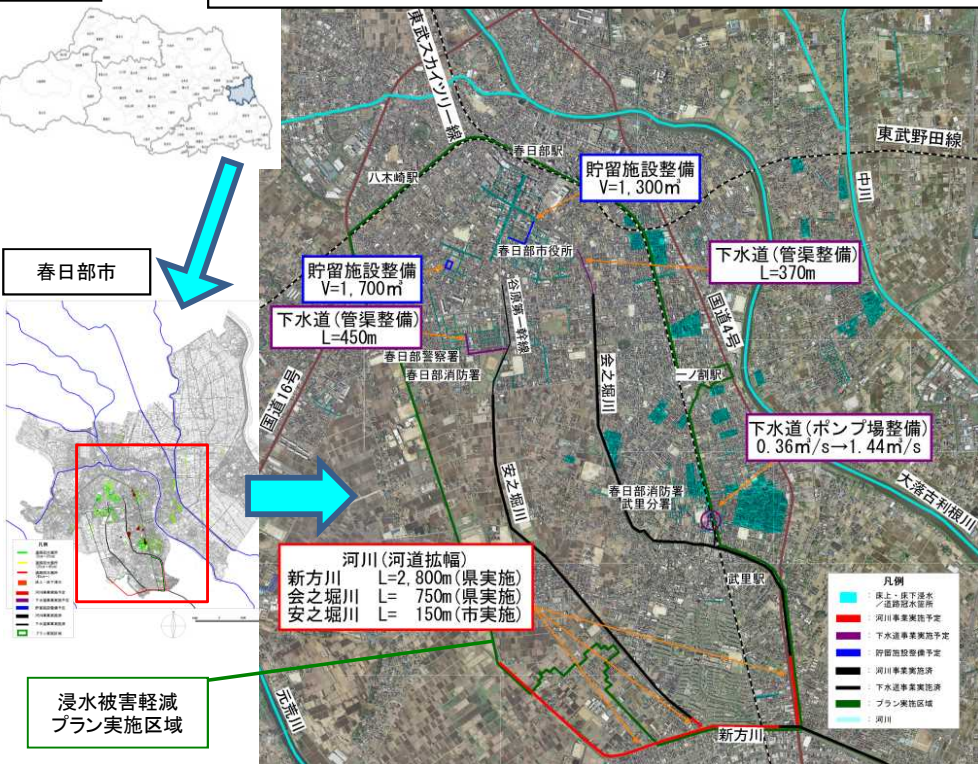 東武スカイツリー線
春日部駅
八木崎駅
東武野田線
中川
貯留施設整備
V=1,300㎥
春日部市役所
下水道(管渠整備)
L=370m
春日部市
貯留施設整備
V=1,700㎥
谷原第一幹線
国道4号
下水道(管渠整備)
L=450m
春日部警察署
春日部消防署
会之堀川
一ノ割駅
国道16号
下水道(ポンプ場整備)
0.36㎥/s→1.44㎥/s
安之堀川
春日部消防署
武里分署
大落古利根川
河川(河道拡幅)
新方川 L=2,800m(県実施)
会之堀川 L= 750m(県実施)
安之堀川 L= 150m(市実施)
武里駅
凡例
床上・床下浸水
/道路冠水箇所
:河川事業実施予定
:下水道事業実施予定
:貯留施設整備予定
:河川事業実施済
:下水道事業実施済
:プラン実施区域
:河川
浸水被害軽減
プラン実施区域
元荒川
新方川